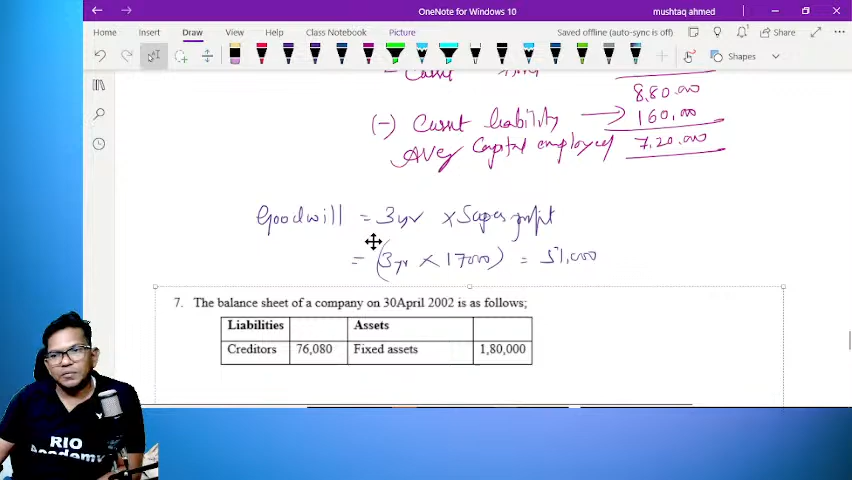 OneNote for Windows 10
mushtaq ahmed
Home Insert Draw View Help Class Notebook Picture Saved offline (auto-sync is off) Share
Shapes
8,80,000
(-) Current liability → 160,000
Avg Capital employed 7,20,000
Goodwill = 3yr × Super profit
= (3yr × 17000) = 51,000
7. The balance sheet of a company on 30April 2002 is as follows;
Liabilities Assets
Creditors 76,080 Fixed assets 1,80,000
RIO
Academy